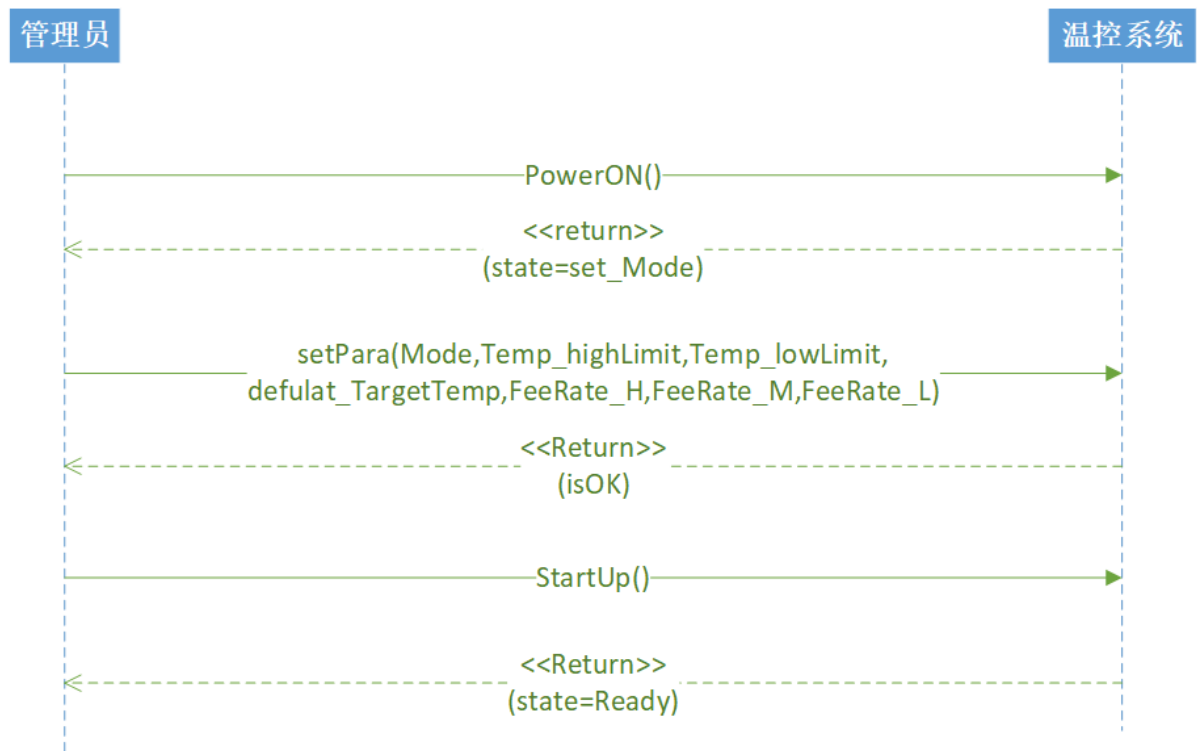 管理员
温控系统
PowerON()
<<return>>
(state=set_Mode)
setPara(Mode,Temp_highLimit,Temp_lowLimit,
defulat_TargetTemp,FeeRate_H,FeeRate_M,FeeRate_L)
<<Return>>
(isOK)
StartUp()
<<Return>>
(state=Ready)